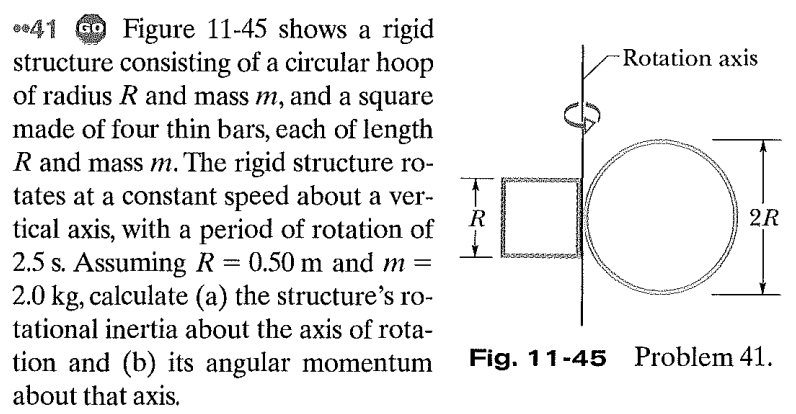 ••41 GO Figure 11-45 shows a rigid
structure consisting of a circular hoop
of radius R and mass m, and a square
made of four thin bars, each of length
R and mass m. The rigid structure ro-
tates at a constant speed about a ver-
tical axis, with a period of rotation of
2.5 s. Assuming R = 0.50 m and m =
2.0 kg, calculate (a) the structure's ro-
tational inertia about the axis of rota-
tion and (b) its angular momentum
about that axis.
Rotation axis
R
2R
Fig. 11-45 Problem 41.